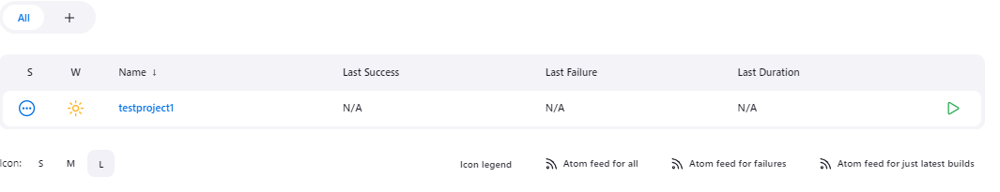 All +
S W Name ↓ Last Success Last Failure Last Duration
testproject1 N/A N/A N/A
Icon: S M L Icon legend Atom feed for all Atom feed for failures Atom feed for just latest builds